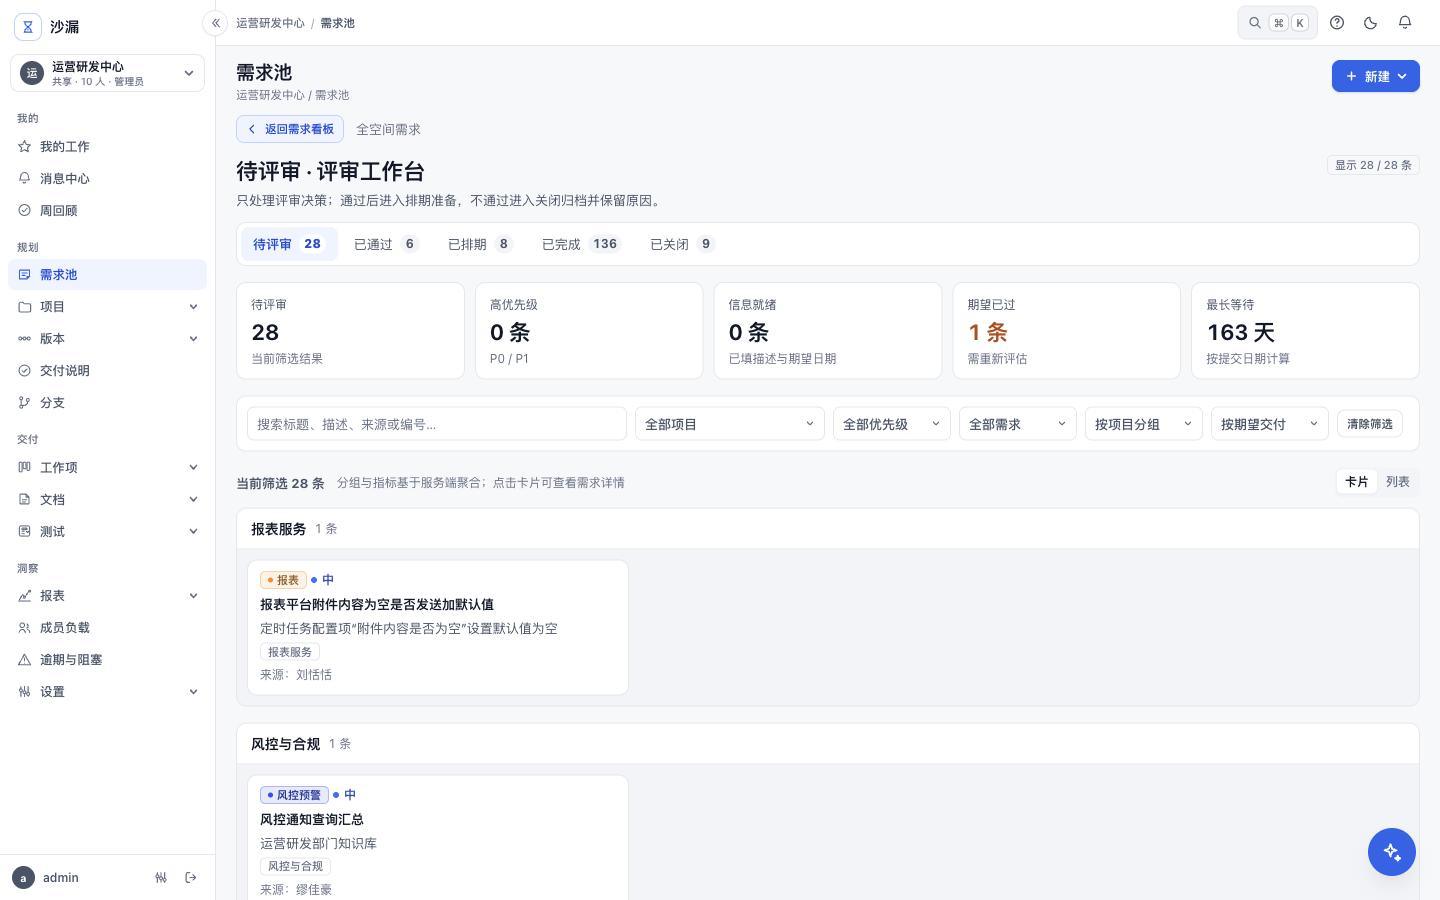 沙漏
运营研发中心 / 需求池
⌘ K
运 运营研发中心
共享 · 10 人 · 管理员
我的
我的工作
消息中心
周回顾
规划
需求池
项目
版本
交付说明
分支
交付
工作项
文档
测试
洞察
报表
成员负载
逾期与阻塞
设置
a admin
需求池
运营研发中心 / 需求池
+ 新建
返回需求看板 全空间需求
待评审 · 评审工作台
显示 28 / 28 条
只处理评审决策；通过后进入排期准备，不通过进入关闭归档并保留原因。
待评审 28 已通过 6 已排期 8 已完成 136 已关闭 9
待评审
28
当前筛选结果
高优先级
0 条
P0 / P1
信息就绪
0 条
已填描述与期望日期
期望已过
1 条
需重新评估
最长等待
163 天
按提交日期计算
搜索标题、描述、来源或编号... 全部项目 全部优先级 全部需求 按项目分组 按期望交付 清除筛选
当前筛选 28 条 分组与指标基于服务端聚合；点击卡片可查看需求详情
卡片 列表
报表服务 1 条
报表 中
报表平台附件内容为空是否发送加默认值
定时任务配置项“附件内容是否为空”设置默认值为空
报表服务
来源：刘恬恬
风控与合规 1 条
风控预警 中
风控通知查询汇总
运营研发部门知识库
风控与合规
来源：缪佳豪